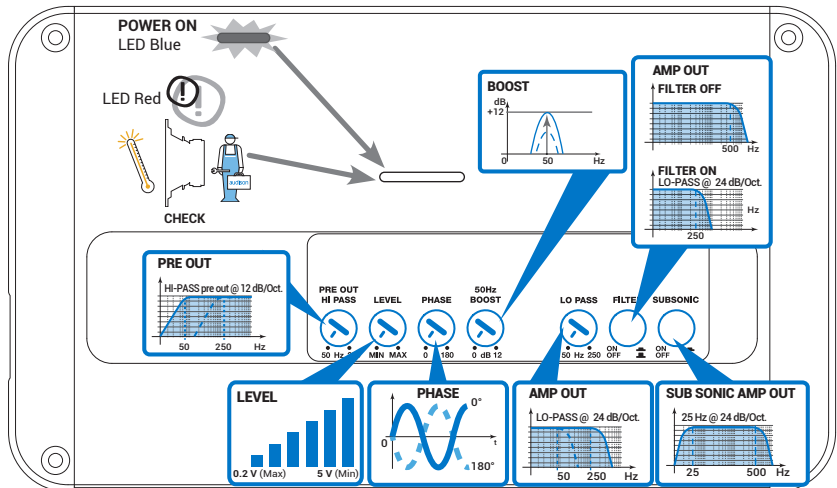 POWER ON
LED Blue
LED Red
audison
CHECK
BOOST
dB
+12
0 50 Hz
AMP OUT
FILTER OFF
500 Hz
FILTER ON
LO-PASS @ 24 dB/Oct.
Hz
250
PRE OUT
HI-PASS pre out @ 12 dB/Oct.
50 250 Hz
PRE OUT
HI PASS
LEVEL
PHASE
50Hz
BOOST
LO PASS
FILTER
SUBSONIC
50 Hz
MIN MAX
0 180
0 dB 12
50 Hz 250
ON
OFF
ON
OFF
LEVEL
0.2 V (Max) 5 V (Min)
PHASE
0°
0
t
180°
AMP OUT
LO-PASS @ 24 dB/Oct.
50 250 Hz
SUB SONIC AMP OUT
25 Hz @ 24 dB/Oct.
25 500 Hz